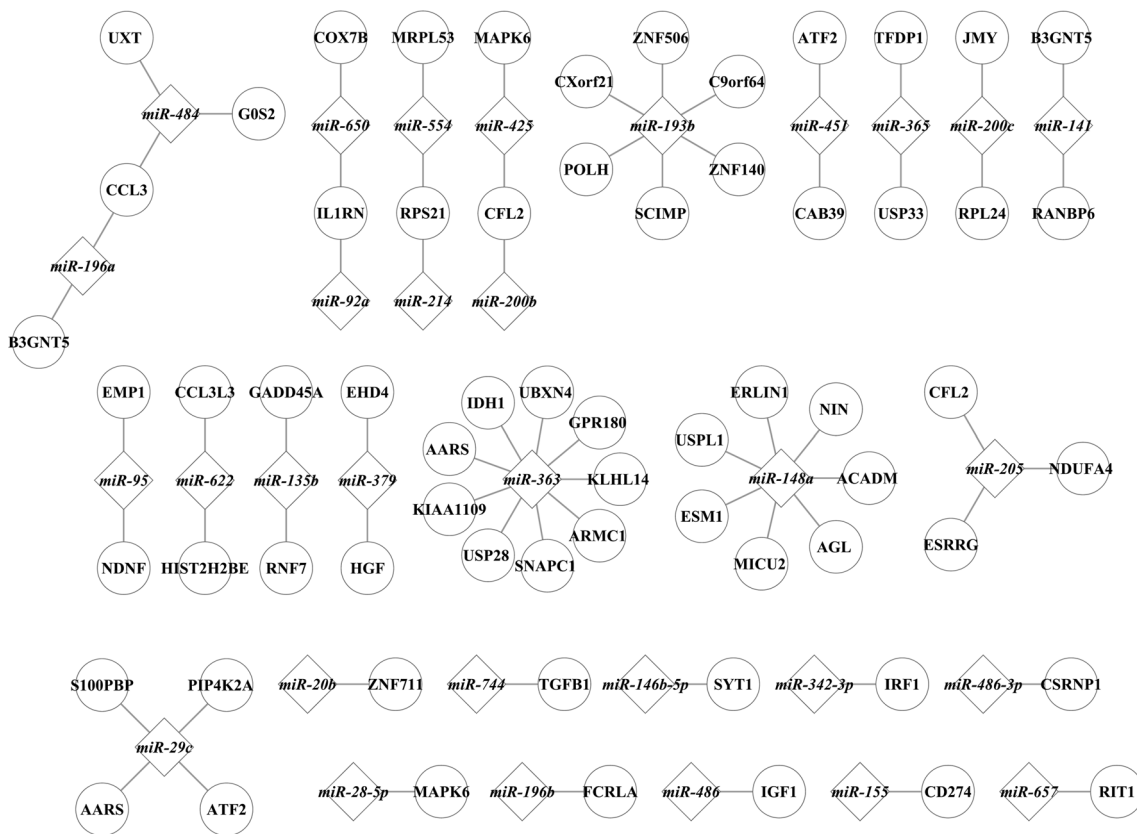 UXT
miR-484
G0S2
CCL3
miR-196a
B3GNT5
COX7B
miR-650
IL1RN
miR-92a
MRPL53
miR-554
RPS21
miR-214
MAPK6
miR-425
CFL2
miR-200b
ZNF506
CXorf21
C9orf64
miR-193b
POLH
ZNF140
SCIMP
ATF2
miR-451
CAB39
TFDP1
miR-365
USP33
JMY
miR-200c
RPL24
B3GNT5
miR-141
RANBP6
EMP1
miR-95
NDNF
CCL3L3
miR-622
HIST2H2BE
GADD45A
miR-135b
RNF7
EHD4
miR-379
HGF
IDH1
UBXN4
GPR180
AARS
miR-363
KLHL14
KIAA1109
ARMC1
USP28
SNAPC1
ERLIN1
NIN
USPL1
miR-148a
ACADM
ESM1
AGL
MICU2
CFL2
miR-205
NDUFA4
ESRRG
S100PBP
PIP4K2A
miR-29c
AARS
ATF2
miR-20b
ZNF711
miR-744
TGFB1
miR-146b-5p
SYT1
miR-342-3p
IRF1
miR-486-3p
CSRNP1
miR-28-5p
MAPK6
miR-196b
FCRLA
miR-486
IGF1
miR-155
CD274
miR-657
RIT1